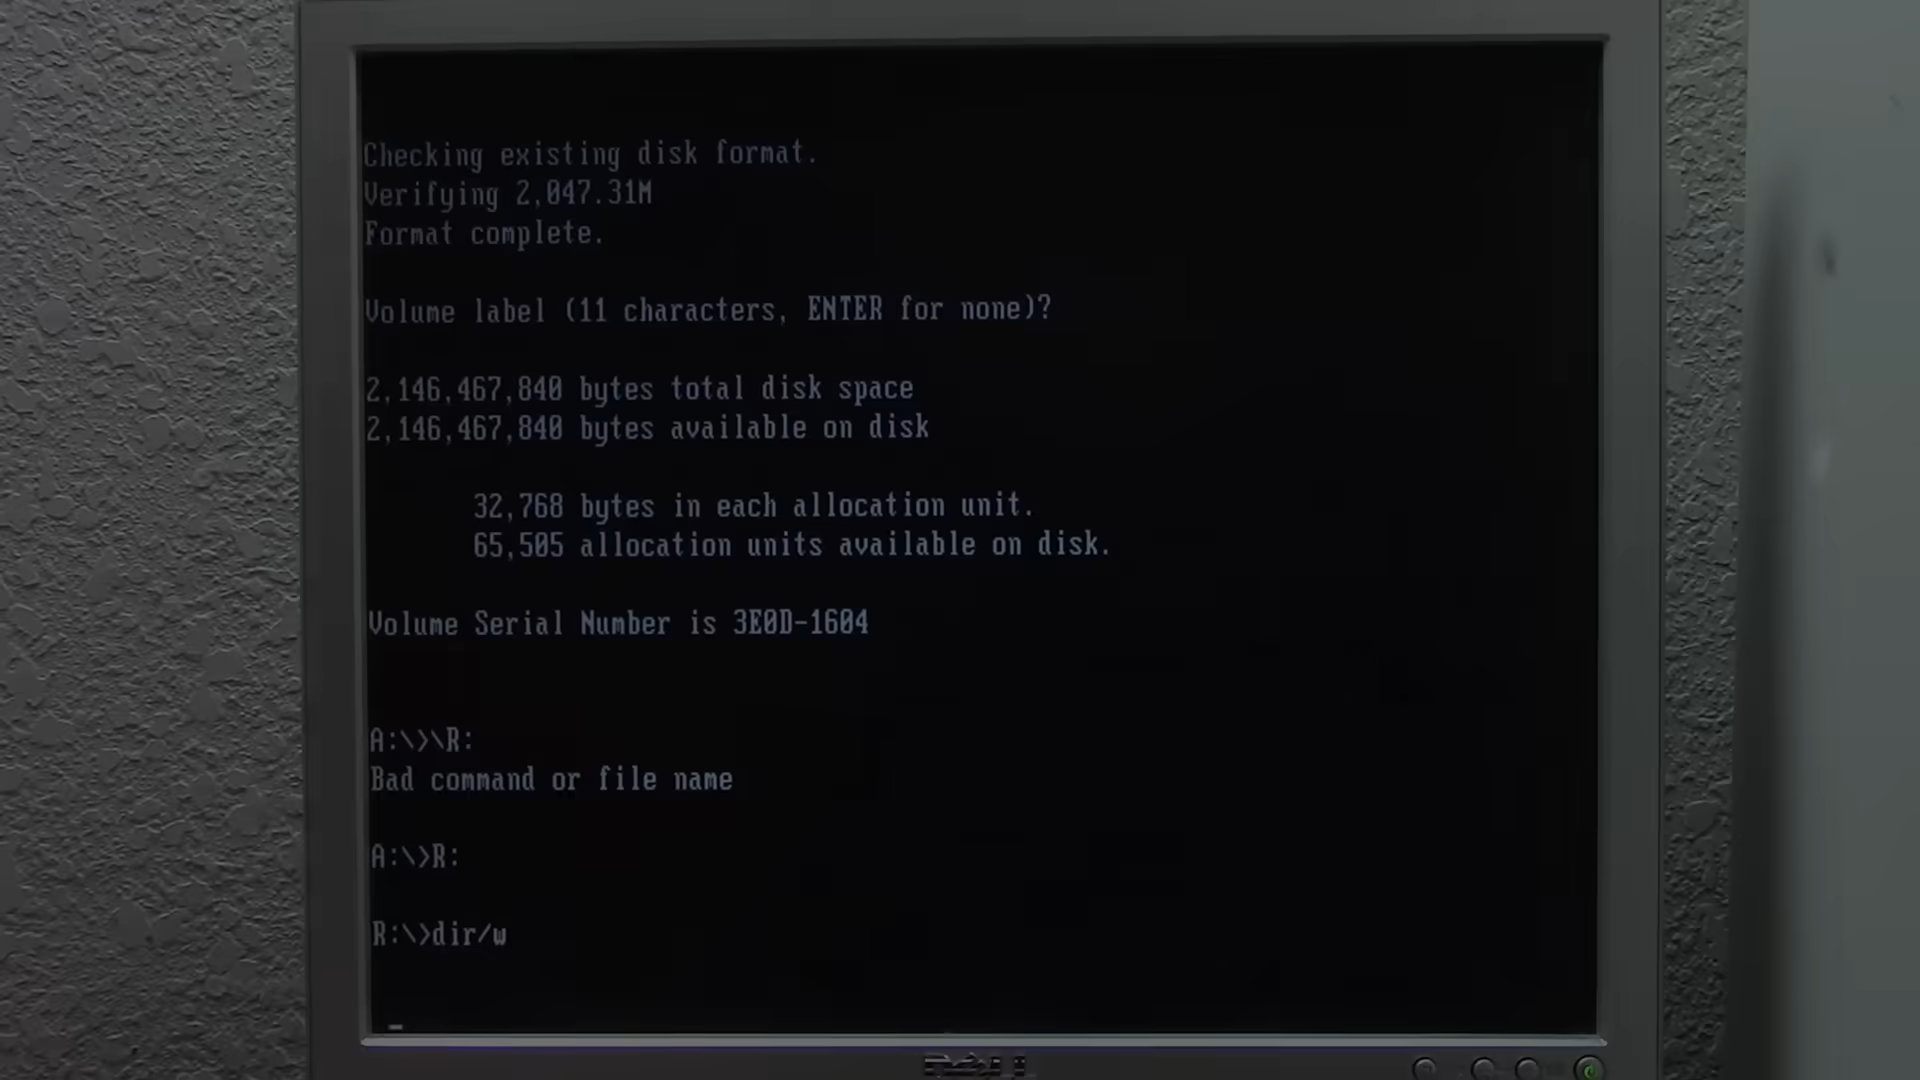 Checking existing disk format.
Verifying 2,047.31M
Format complete.
Volume label (11 characters, ENTER for none)?
2,146,467,840 bytes total disk space
2,146,467,840 bytes available on disk
32,768 bytes in each allocation unit.
65,505 allocation units available on disk.
Volume Serial Number is 3E0D-1604
A:\>\R:
Bad command or file name
A:\>R:
R:\>dir/w